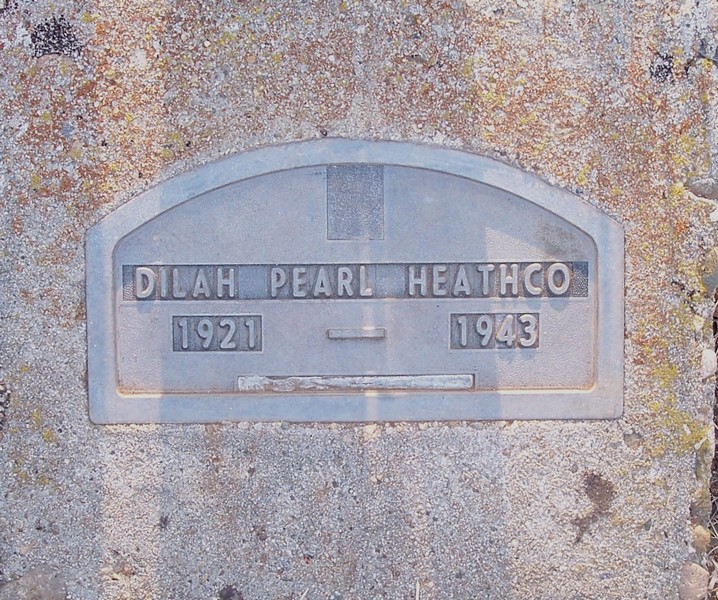 DILAH PEARL HEATHCO
1921 — 1943